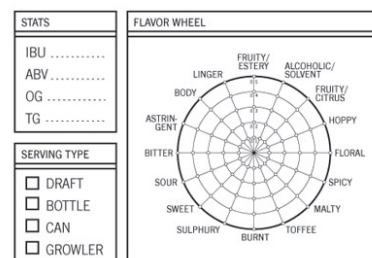 STATS
IBU ...........
ABV ...........
OG ...........
TG ...........
SERVING TYPE
DRAFT
BOTTLE
CAN
GROWLER
FLAVOR WHEEL
FRUITY/
ESTERY
ALCOHOLIC/
SOLVENT
FRUITY/
CITRUS
HOPPY
FLORAL
SPICY
MALTY
TOFFEE
BURNT
SULPHURY
SWEET
SOUR
BITTER
ASTRIN-
GENT
BODY
LINGER